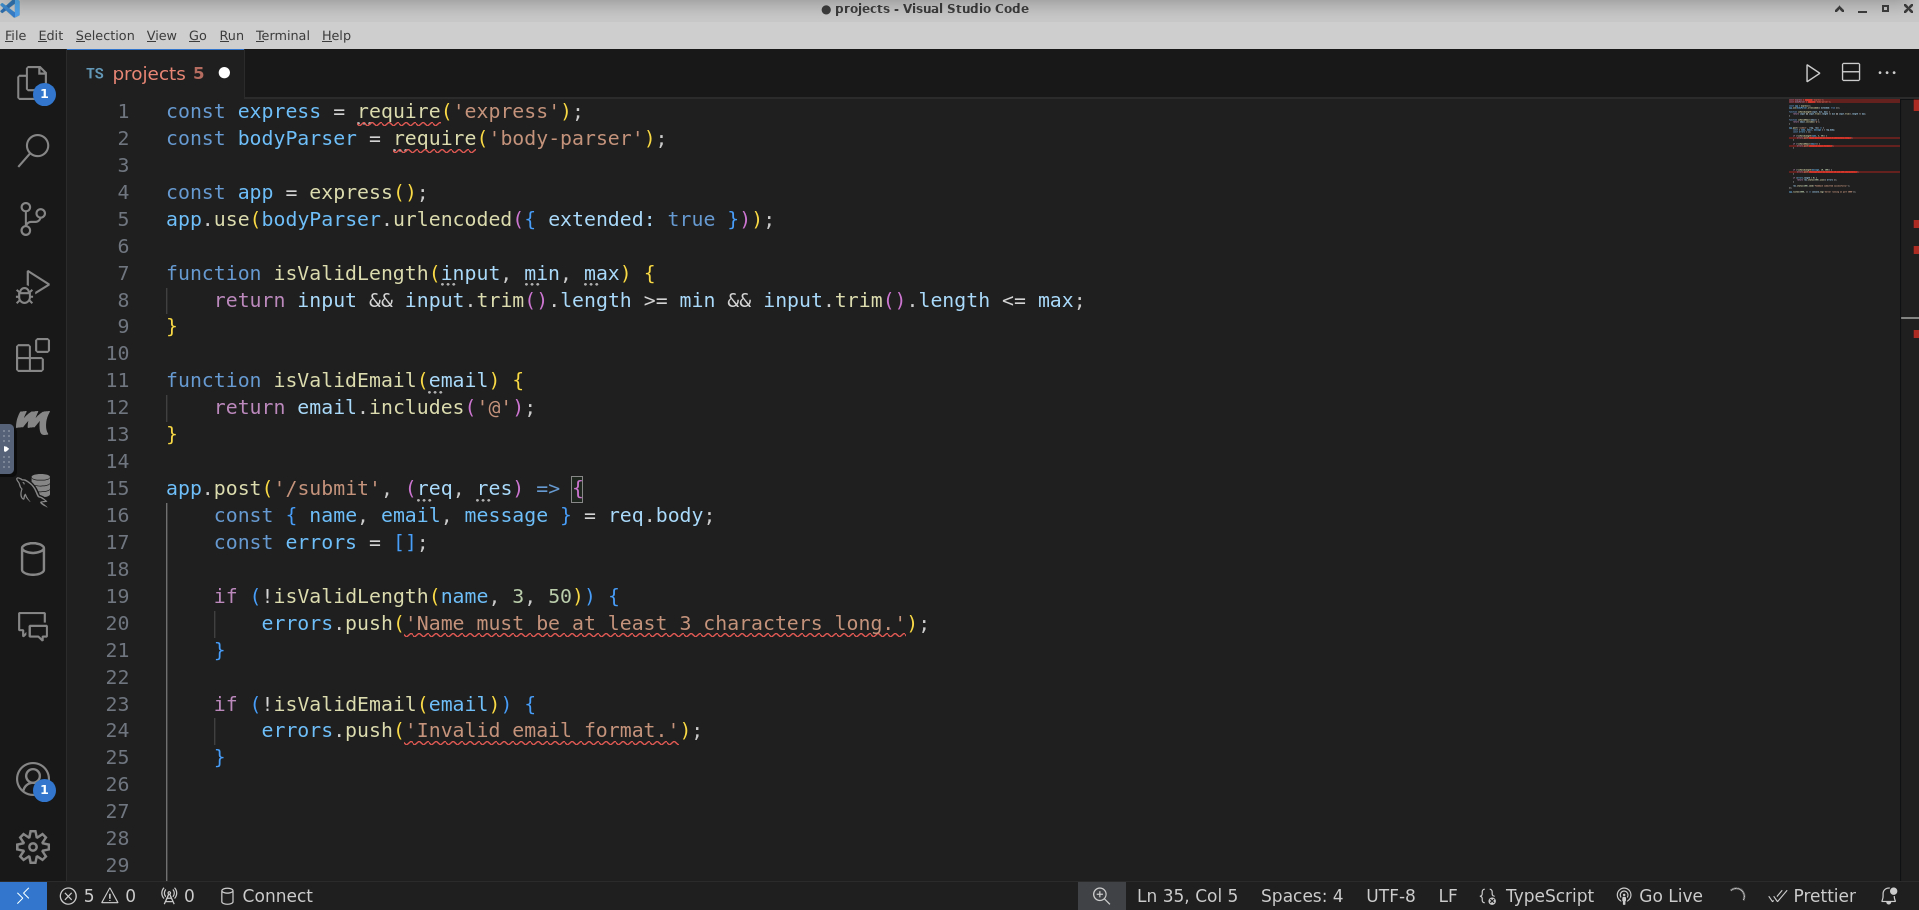 ● projects - Visual Studio Code
File Edit Selection View Go Run Terminal Help
TS projects 5
1 const express = require('express');
2 const bodyParser = require('body-parser');
3
4 const app = express();
5 app.use(bodyParser.urlencoded({ extended: true }));
6
7 function isValidLength(input, min, max) {
8     return input && input.trim().length >= min && input.trim().length <= max;
9 }
10
11 function isValidEmail(email) {
12     return email.includes('@');
13 }
14
15 app.post('/submit', (req, res) => {
16     const { name, email, message } = req.body;
17     const errors = [];
18
19     if (!isValidLength(name, 3, 50)) {
20         errors.push('Name must be at least 3 characters long.');
21     }
22
23     if (!isValidEmail(email)) {
24         errors.push('Invalid email format.');
25     }
26
27
28
29
1
1
5 0 0 Connect Ln 35, Col 5 Spaces: 4 UTF-8 LF TypeScript Go Live Prettier